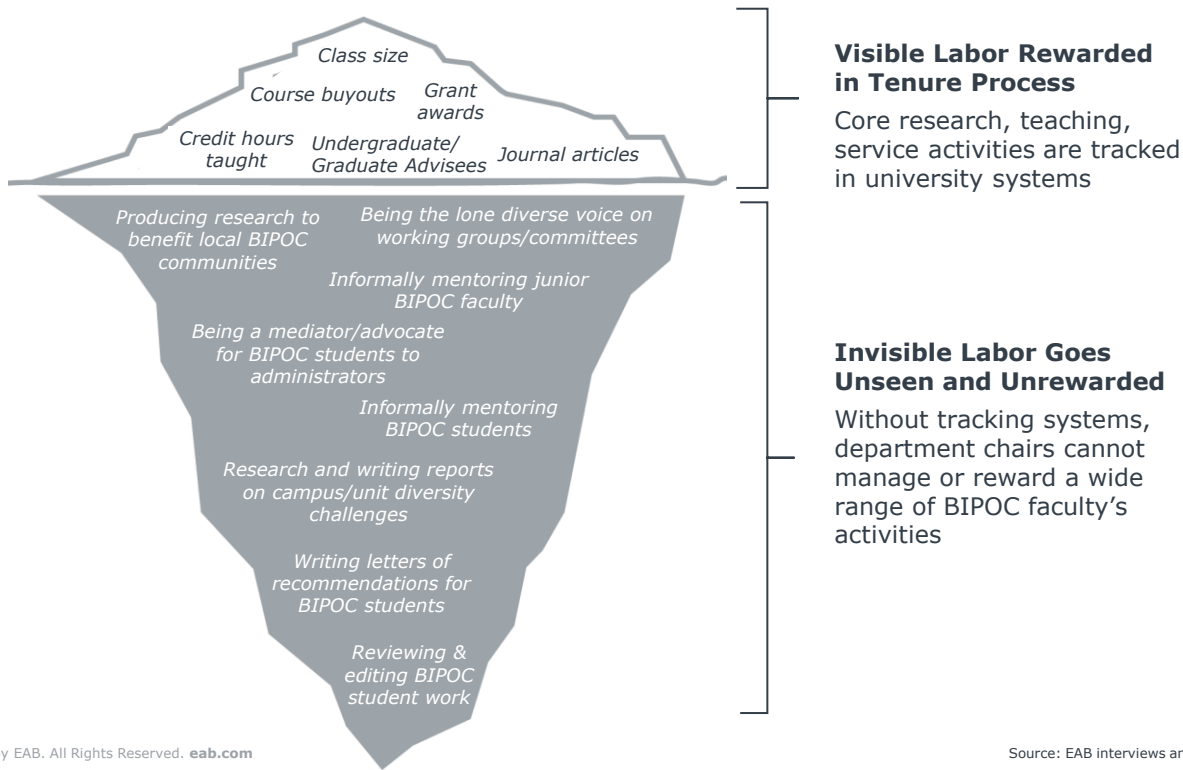 Class size
Course buyouts
Grant
awards
Credit hours
taught
Undergraduate/
Graduate Advisees
Journal articles
Visible Labor Rewarded
in Tenure Process
Core research, teaching,
service activities are tracked
in university systems
Producing research to
benefit local BIPOC
communities
Being the lone diverse voice on
working groups/committees
Informally mentoring junior
BIPOC faculty
Being a mediator/advocate
for BIPOC students to
administrators
Informally mentoring
BIPOC students
Research and writing reports
on campus/unit diversity
challenges
Writing letters of
recommendations for
BIPOC students
Reviewing &
editing BIPOC
student work
Invisible Labor Goes
Unseen and Unrewarded
Without tracking systems,
department chairs cannot
manage or reward a wide
range of BIPOC faculty's
activities
y EAB. All Rights Reserved. eab.com
Source: EAB interviews ar